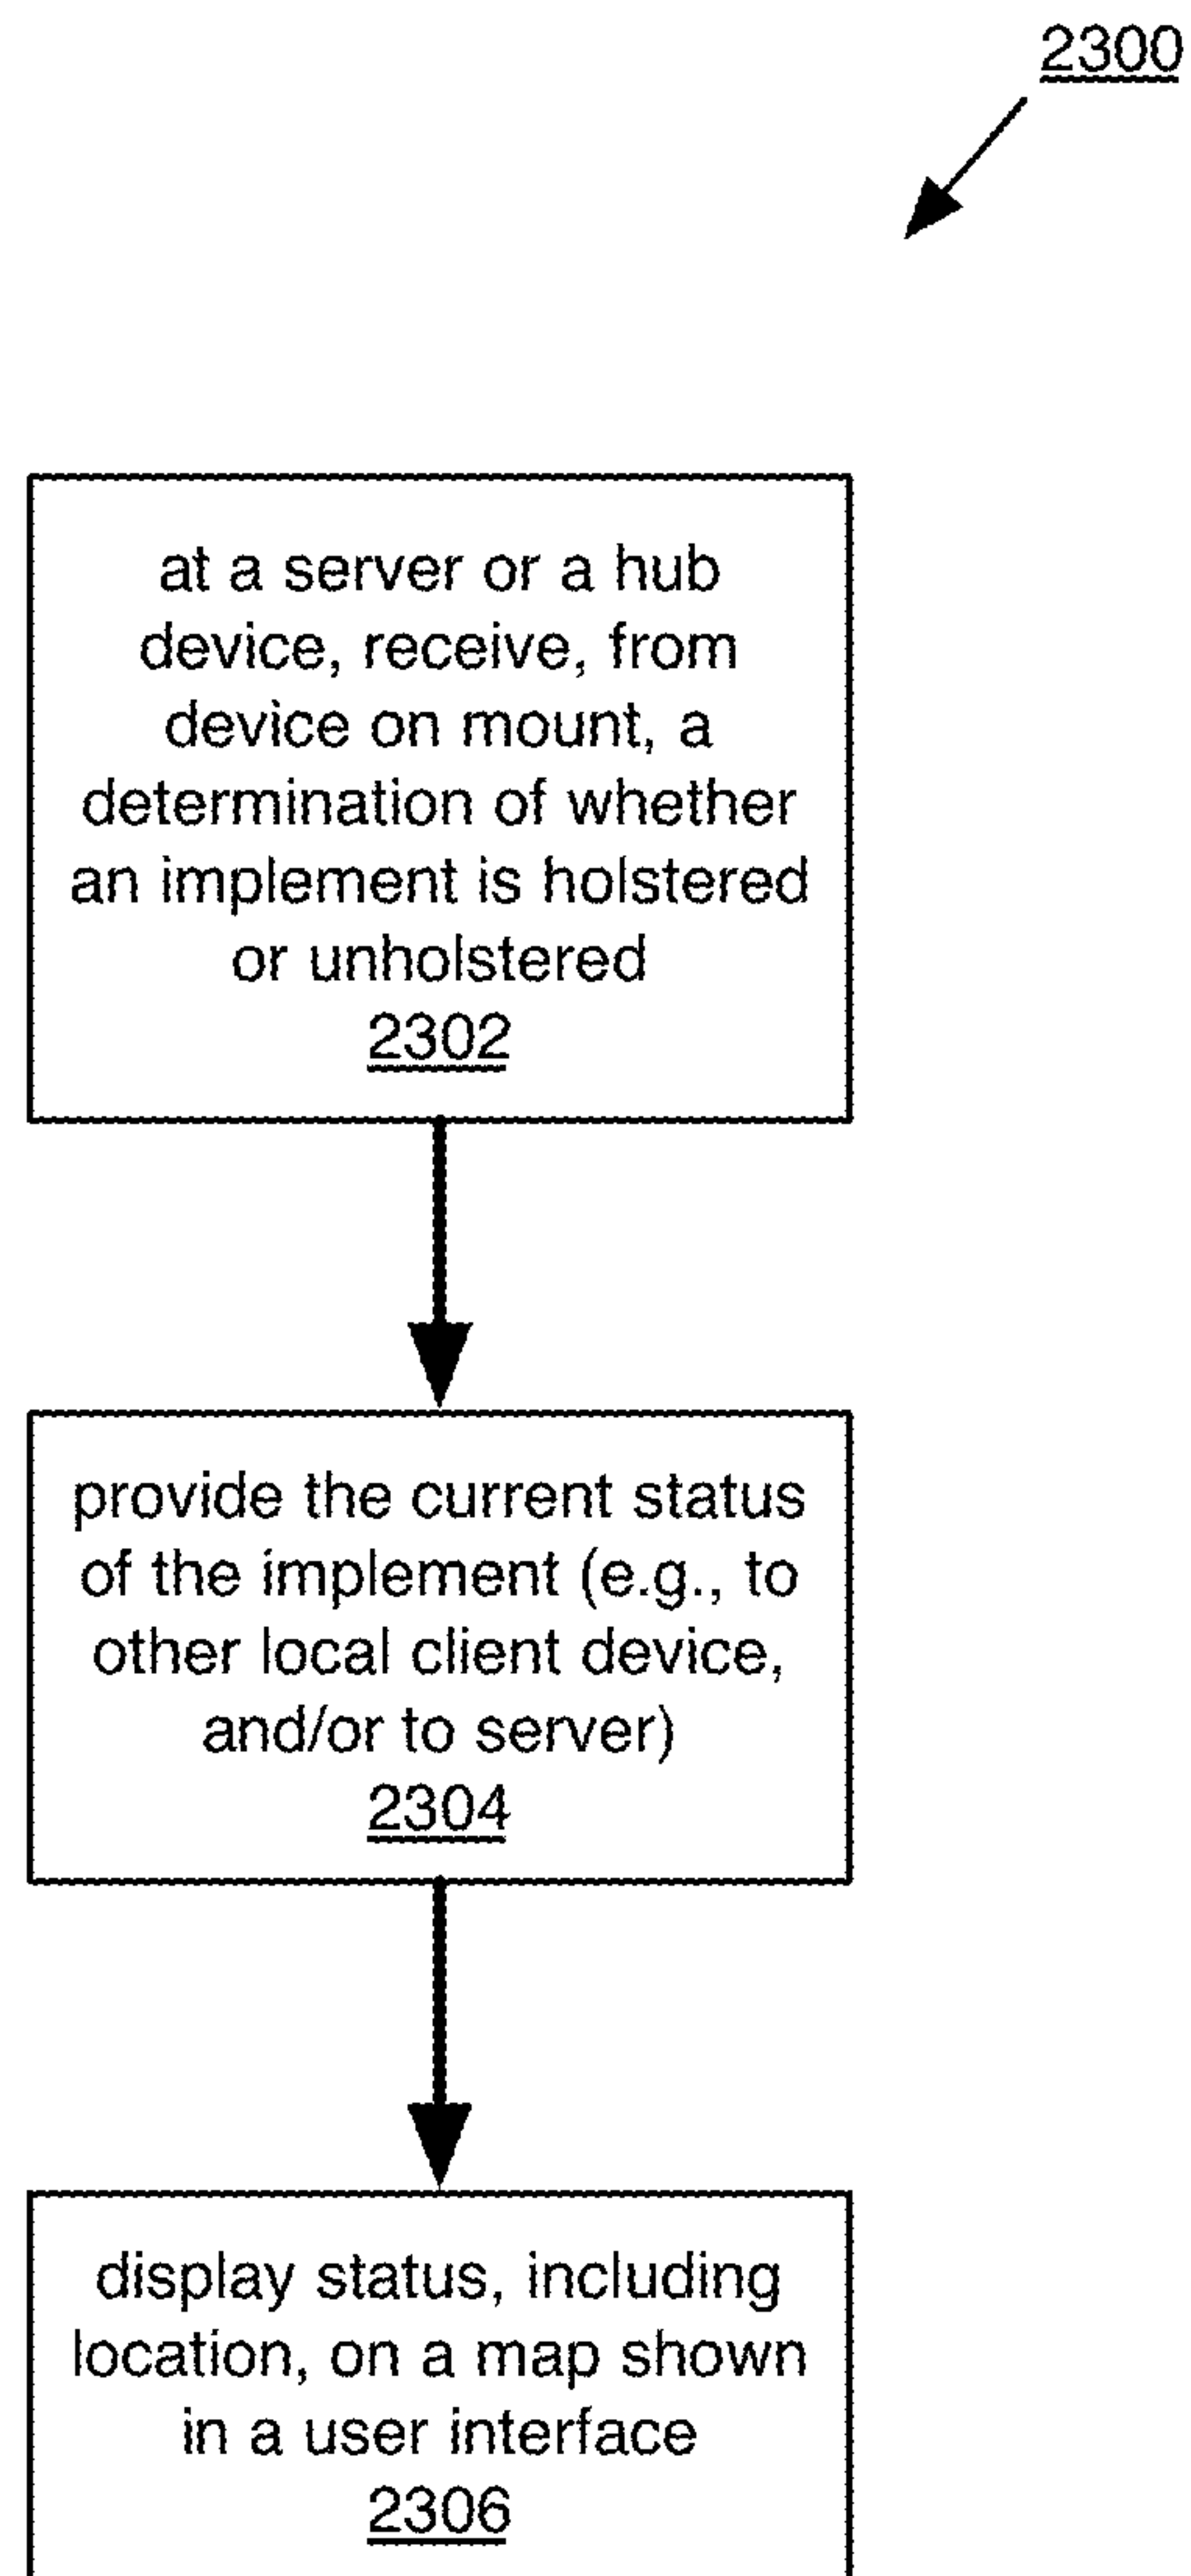 2300
at a server or a hub
device, receive, from
device on mount, a
determination of whether
an implement is holstered
or unholstered
2302
provide the current status
of the implement (e.g., to
other local client device,
and/or to server)
2304
display status, including
location, on a map shown
in a user interface
2306